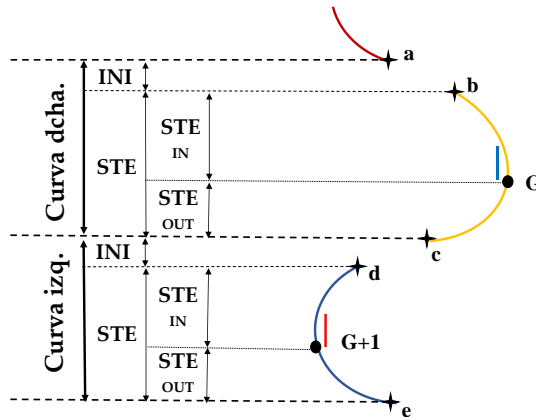 a
INI
b
STE
IN
STE
G
STE
OUT
Curva dcha.
c
INI
d
STE
IN
STE
G+1
STE
OUT
Curva izq.
e